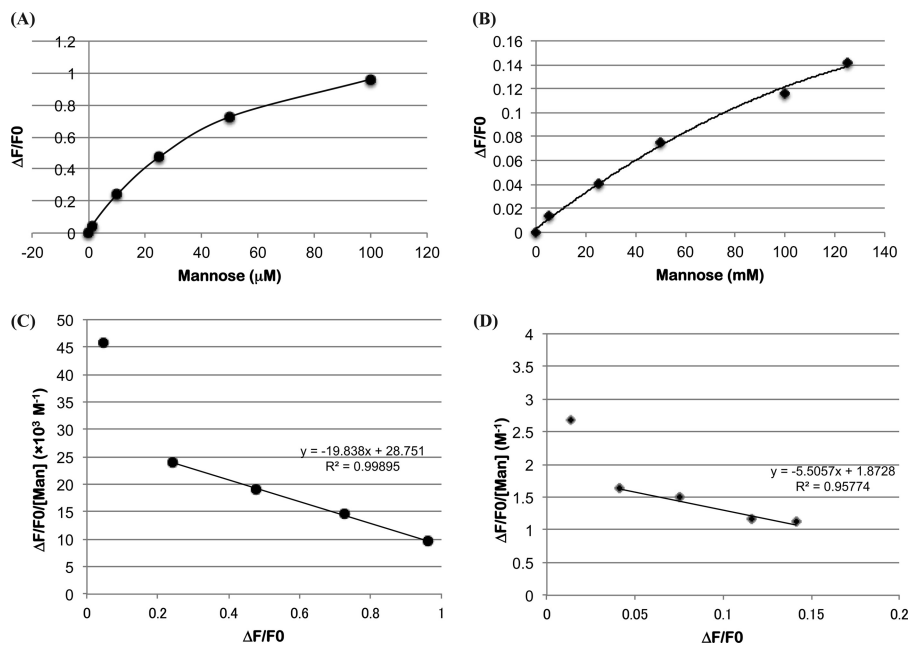 (A)
1.2
1
0.8
0.6
0.4
0.2
0
ΔF/F0
-20 0 20 40 60 80 100 120
Mannose (μM)
(B)
0.16
0.14
0.12
0.1
0.08
0.06
0.04
0.02
0
ΔF/F0
0 20 40 60 80 100 120 140
Mannose (mM)
(C)
50
45
40
35
30
25
20
15
10
5
0
ΔF/F0/[Man] (×10³ M⁻¹)
y = -19.838x + 28.751
R² = 0.99895
0 0.2 0.4 0.6 0.8 1
ΔF/F0
(D)
4
3.5
3
2.5
2
1.5
1
0.5
0
ΔF/F0/[Man] (M⁻¹)
y = -5.5057x + 1.8728
R² = 0.95774
0 0.05 0.1 0.15 0.2
ΔF/F0